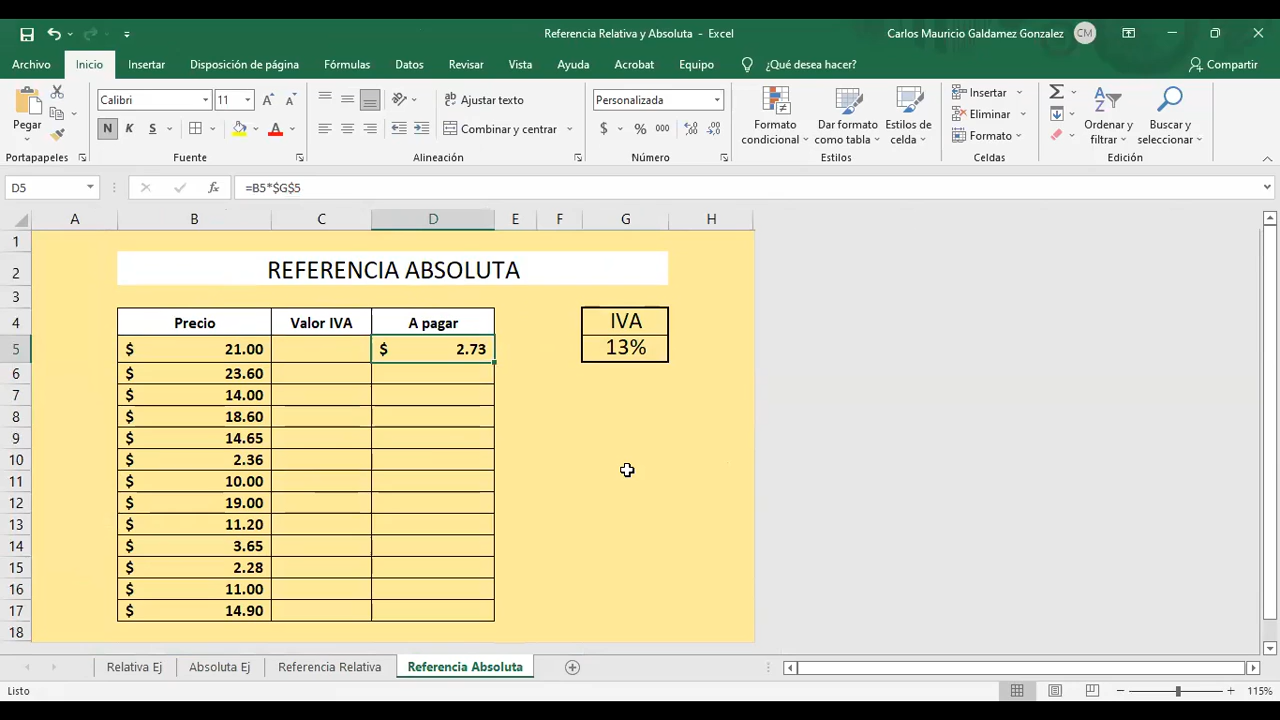 Referencia Relativa y Absoluta - Excel
Carlos Mauricio Galdamez Gonzalez CM
Archivo Inicio Insertar Disposición de página Fórmulas Datos Revisar Vista Ayuda Acrobat Equipo ¿Qué desea hacer? Compartir
Pegar
Calibri 11
N K S
Ajustar texto
Combinar y centrar
Personalizada
$ % 000
Formato condicional
Dar formato como tabla
Estilos de celda
Insertar
Eliminar
Formato
Ordenar y filtrar
Buscar y seleccionar
Portapapeles Fuente Alineación Número Estilos Celdas Edición
D5 fx =B5*$G$5
A B C D E F G H
1
2 REFERENCIA ABSOLUTA
3
4 Precio Valor IVA A pagar IVA
5 $ 21.00 $ 2.73 13%
6 $ 23.60
7 $ 14.00
8 $ 18.60
9 $ 14.65
10 $ 2.36
11 $ 10.00
12 $ 19.00
13 $ 11.20
14 $ 3.65
15 $ 2.28
16 $ 11.00
17 $ 14.90
18
Relativa Ej Absoluta Ej Referencia Relativa Referencia Absoluta
Listo 115%